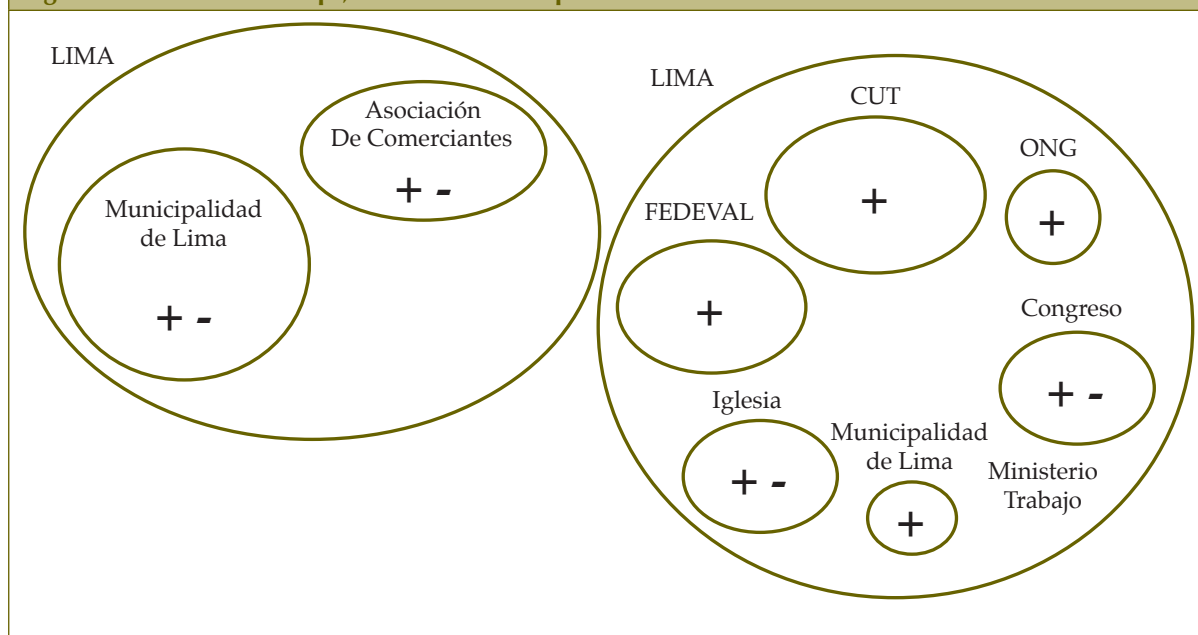 LIMA
Asociación
De Comerciantes
+ -
Municipalidad
de Lima
+ -
LIMA
CUT
+
ONG
+
FEDEVAL
+
Congreso
+ -
Iglesia
+ -
Municipalidad
de Lima
+
Ministerio
Trabajo